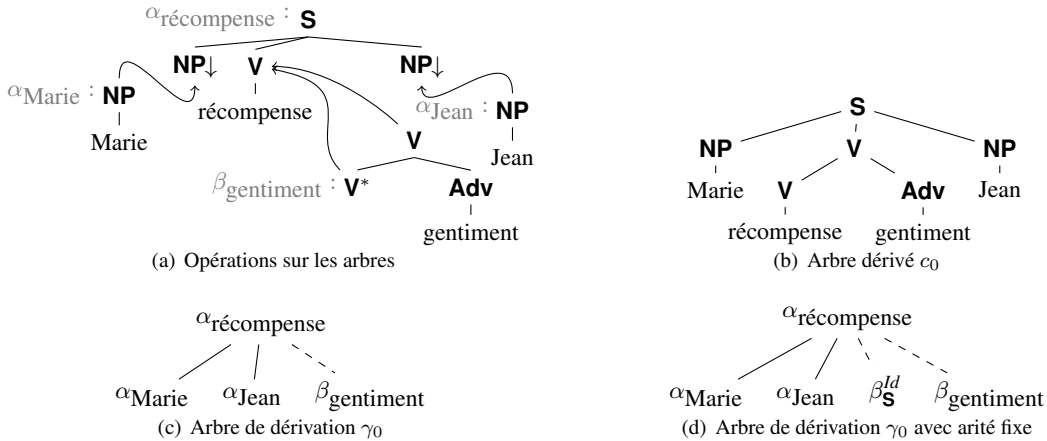 αrécompense : S
NP↓ V NP↓
αMarie : NP récompense αJean : NP
Marie V Jean
βgentiment : V* Adv
gentiment
(a) Opérations sur les arbres
S
NP V NP
Marie V Adv Jean
récompense gentiment
(b) Arbre dérivé c₀
αrécompense
αMarie αJean βgentiment
(c) Arbre de dérivation γ₀
αrécompense
αMarie αJean β^Id_S βgentiment
(d) Arbre de dérivation γ₀ avec arité fixe